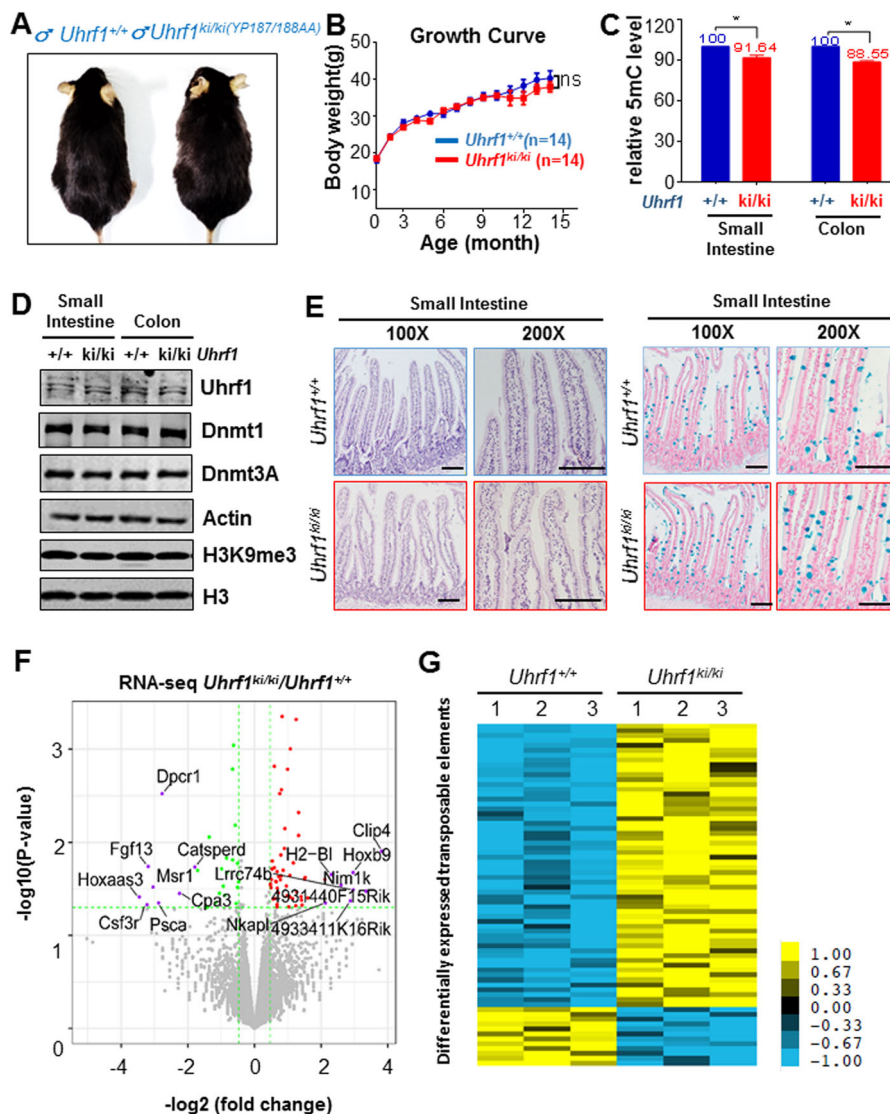 A
♂ Uhrf1+/+ ♂Uhrf1ki/ki(YP187/188AA)
B
Growth Curve
Body weight(g)
50
40
30
20
10
ns
Uhrf1+/+ (n=14)
Uhrf1ki/ki (n=14)
0 3 6 9 12 15
Age (month)
C
relative 5mC level
120
90
60
30
0
100
91.64
*
100
88.55
*
Uhrf1 +/+ ki/ki +/+ ki/ki
Small Intestine
Colon
D
Small Intestine
Colon
+/+ ki/ki +/+ ki/ki Uhrf1
Uhrf1
Dnmt1
Dnmt3A
Actin
H3K9me3
H3
E
Small Intestine
100X 200X
Uhrf1+/+
Uhrf1ki/ki
Small Intestine
100X 200X
Uhrf1+/+
Uhrf1ki/ki
F
RNA-seq Uhrf1ki/ki/Uhrf1+/+
-log10(P-value)
3
2
1
0
Dpcr1
Clip4
Fgf13
Catsperd
H2-Bl
Hoxb9
Hoxaas3
Msr1
Lrrc74b
Nim1k
Cpa3
4931440F15Rik
Csf3r
Psca
Nkapl
4933411K16Rik
-4 -2 0 2 4
-log2 (fold change)
G
Uhrf1+/+ Uhrf1ki/ki
1 2 3 1 2 3
Differentially expressed transposable elements
1.00
0.67
0.33
0.00
-0.33
-0.67
-1.00